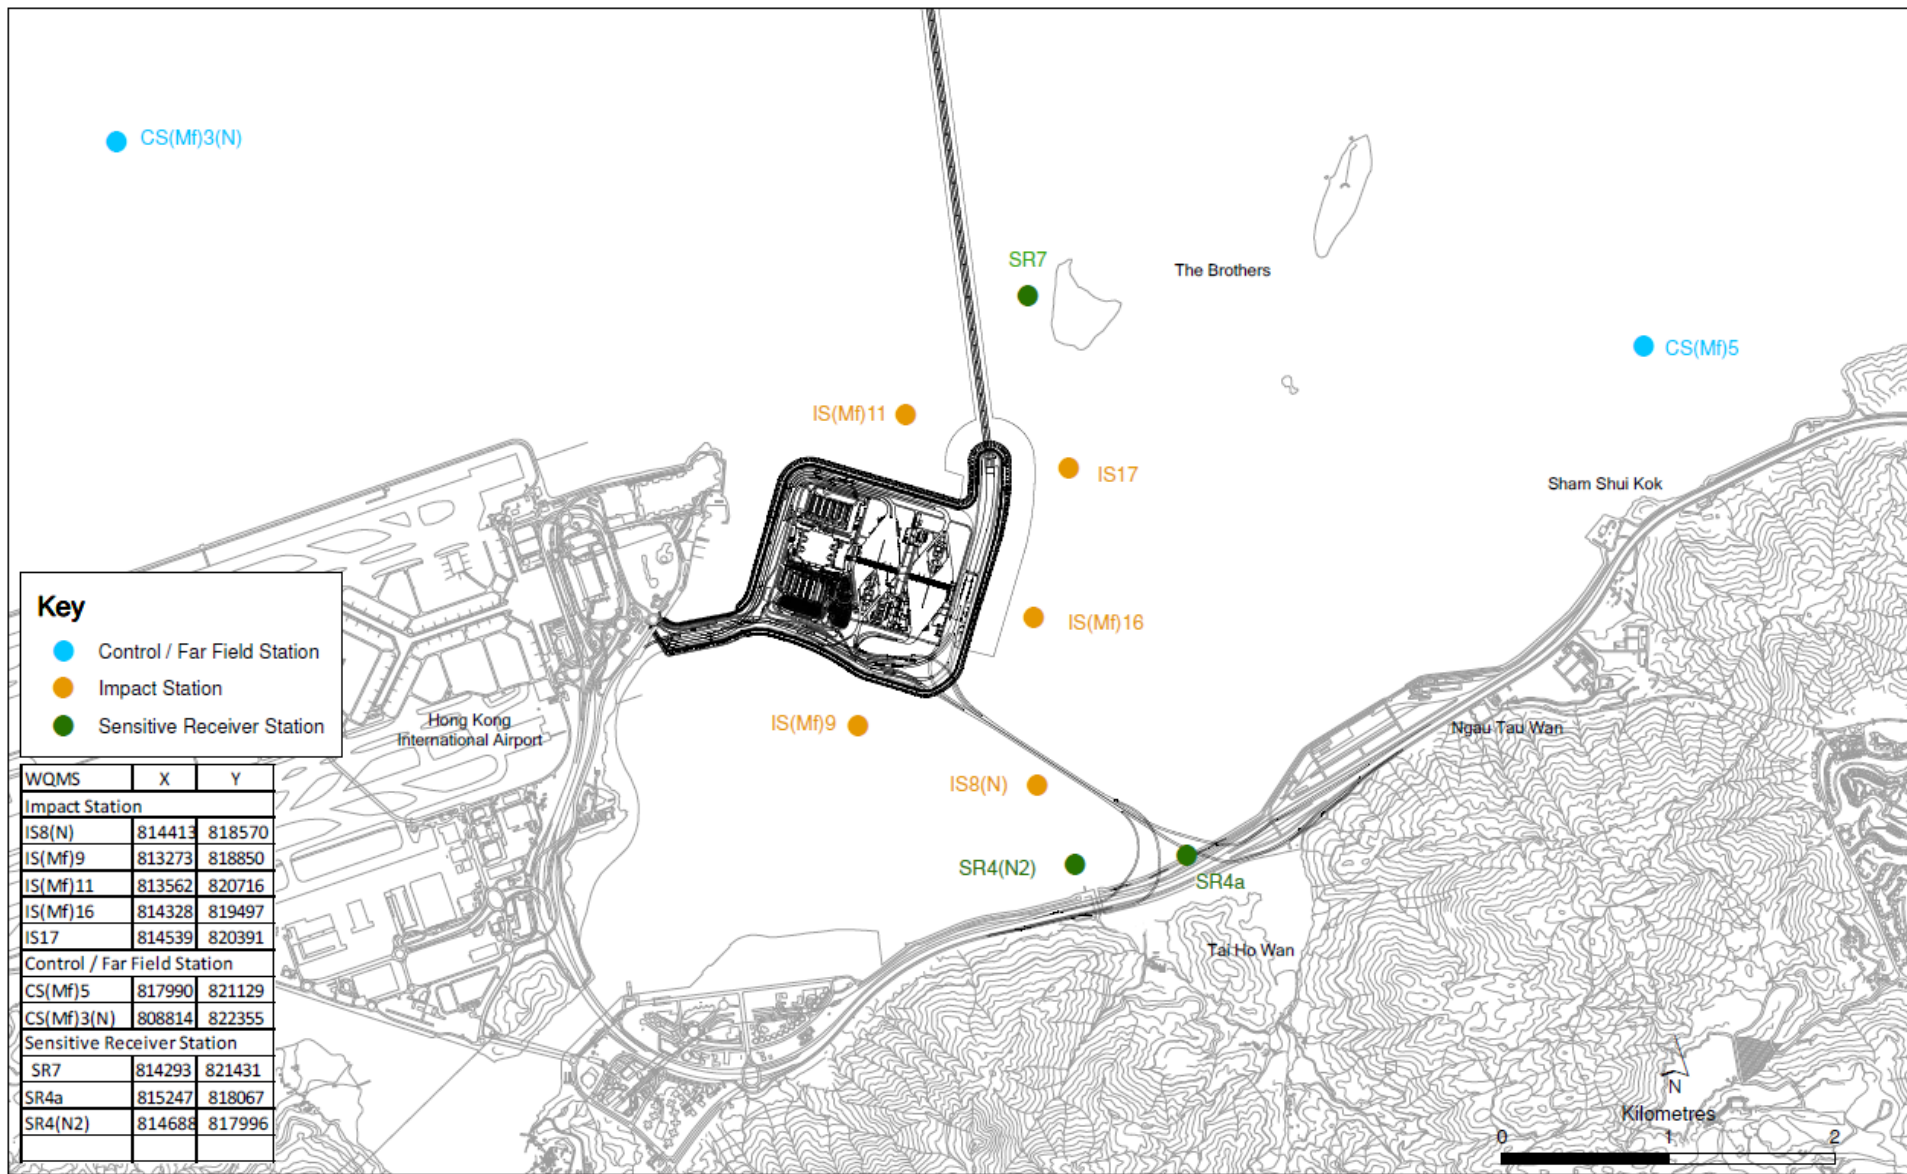 CS(Mf)3(N)
SR7
The Brothers
CS(Mf)5
IS(Mf)11
IS17
Sham Shui Kok
IS(Mf)16
Key
Control / Far Field Station
Impact Station
Sensitive Receiver Station
Hong Kong
International Airport
IS(Mf)9
Ngau Tau Wan
IS8(N)
SR4(N2)
SR4a
Tai Ho Wan
WQMS X Y
Impact Station
IS8(N) 814413 818570
IS(Mf)9 813273 818850
IS(Mf)11 813562 820716
IS(Mf)16 814328 819497
IS17 814539 820391
Control / Far Field Station
CS(Mf)5 817990 821129
CS(Mf)3(N) 808814 822355
Sensitive Receiver Station
SR7 814293 821431
SR4a 815247 818067
SR4(N2) 814688 817996
N
Kilometres
0 1 2